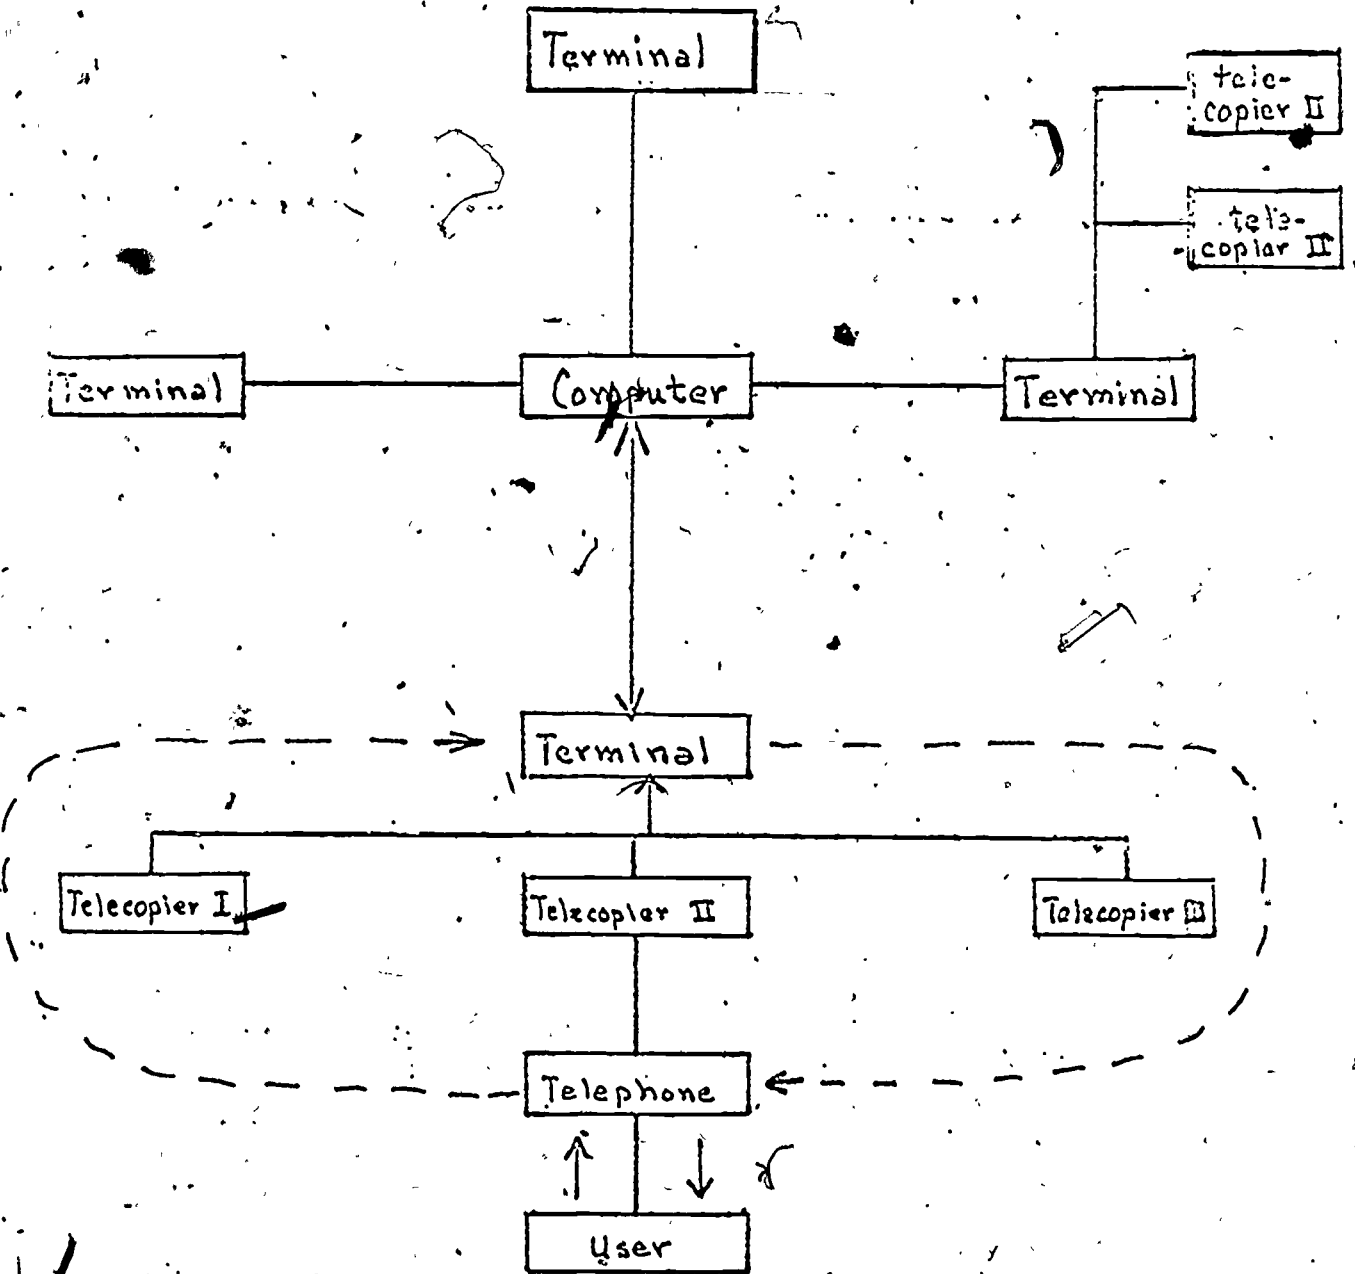 Terminal
tele-
copier II
tele-
copier II
Terminal
Computer
Terminal
Terminal
Telecopier I
Telecopier II
Telecopier III
Telephone
User